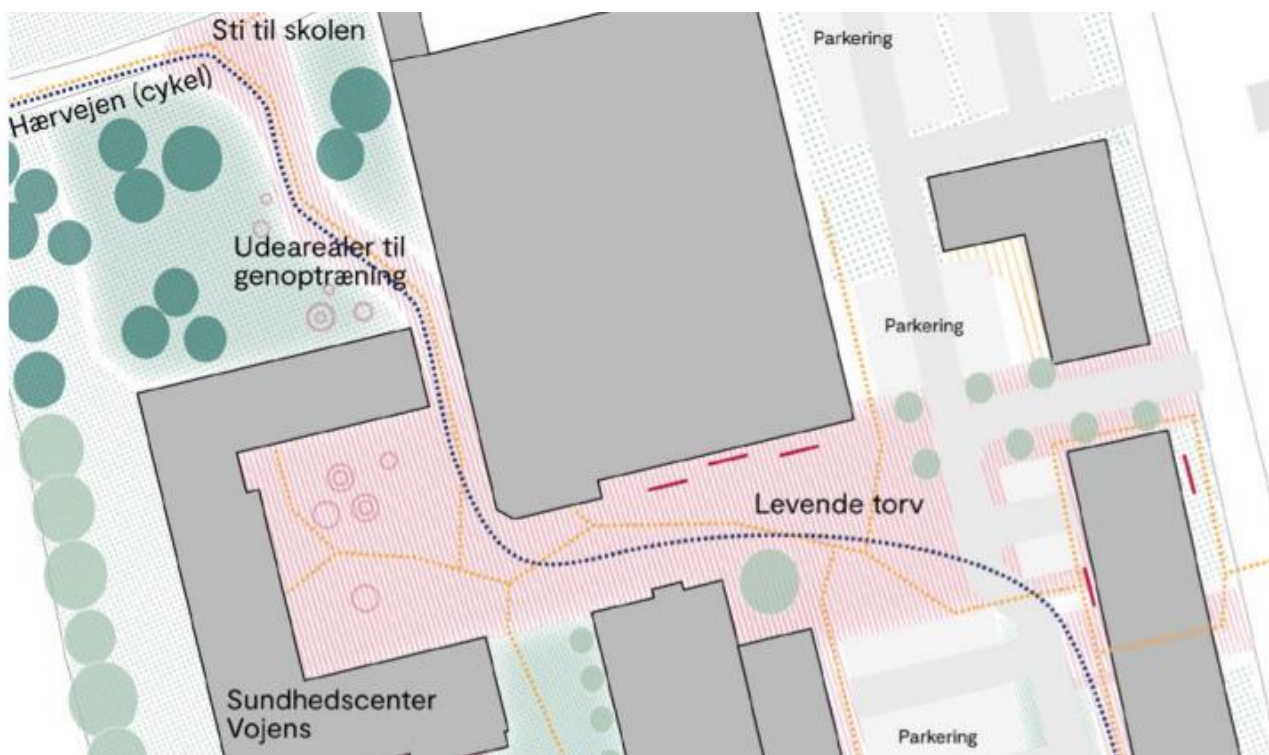 Sti til skolen
Parkering
Hærvejen (cykel)
Udearealer til
genoptræning
Parkering
Levende torv
Sundhedscenter
Vojens
Parkering